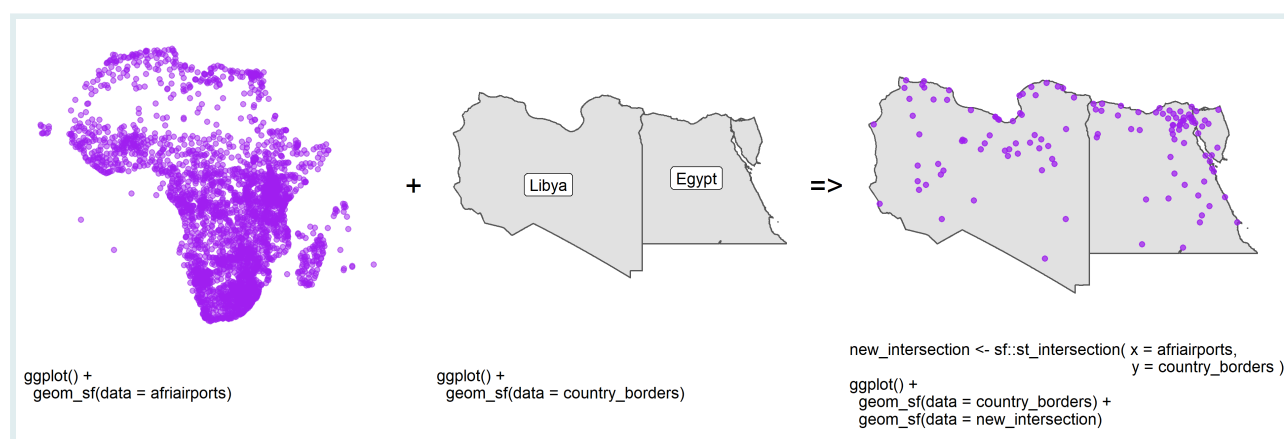 +
Libya
Egypt
=>
ggplot() +
geom_sf(data = afriairports)
ggplot() +
geom_sf(data = country_borders)
new_intersection <- sf::st_intersection( x = afriairports,
y = country_borders )
ggplot() +
geom_sf(data = country_borders) +
geom_sf(data = new_intersection)